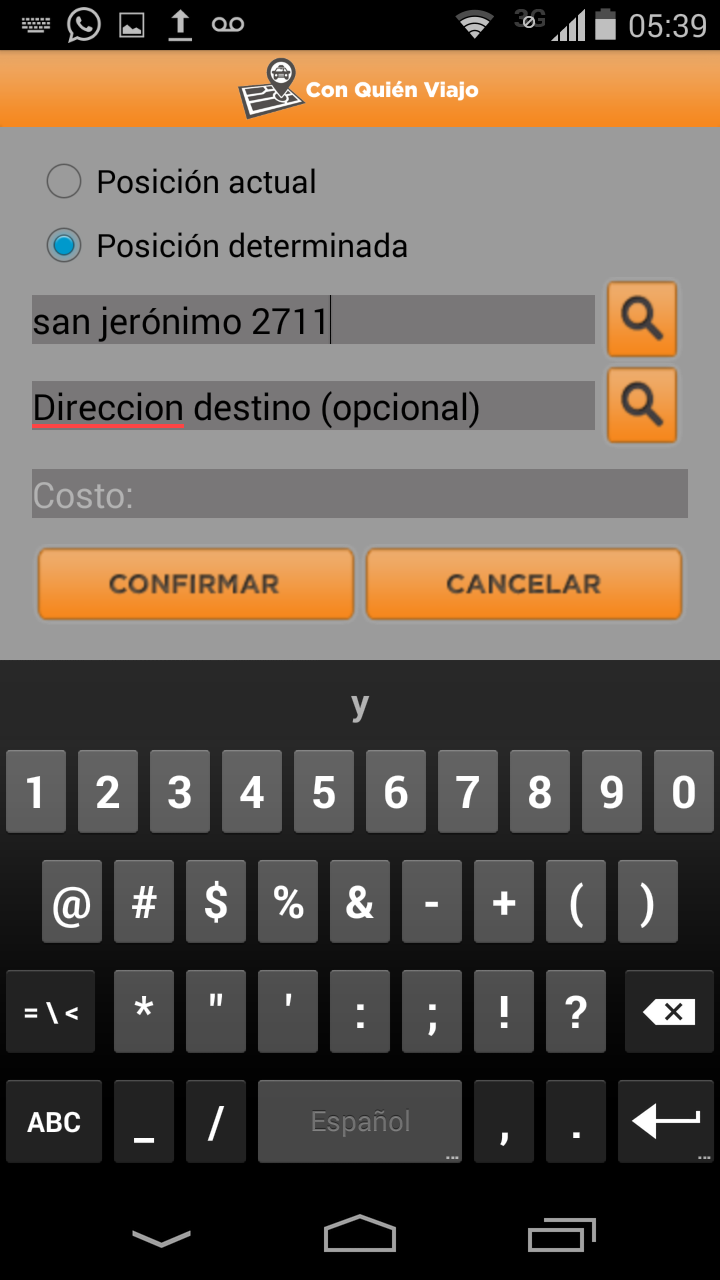 3G 05:39
Con Quién Viajo
Posición actual
Posición determinada
san jerónimo 2711
Direccion destino (opcional)
Costo:
CONFIRMAR CANCELAR
y
1 2 3 4 5 6 7 8 9 0
@ # $ % & - + ( )
= \ < * " ' : ; ! ?
ABC _ / Español , .